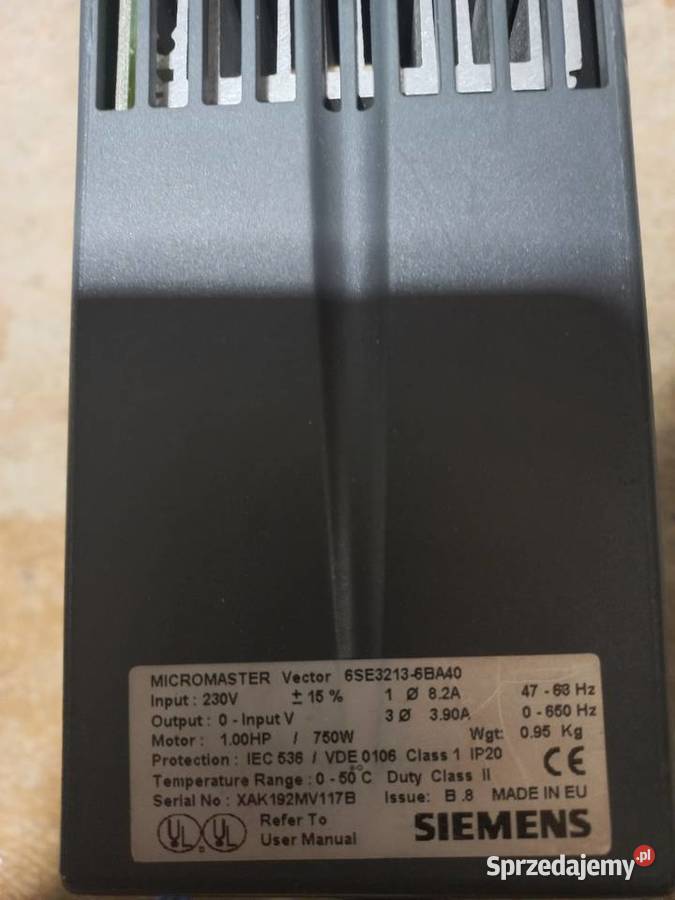 MICROMASTER Vector 6SE3213-6BA40
Input : 230V ± 15 % 1 Ø 8.2A 47 - 63 Hz
Output : 0 - Input V 3 Ø 3.90A 0 - 650 Hz
Motor : 1.00HP / 750W Wgt: 0.95 Kg
Protection : IEC 536 / VDE 0106 Class 1 IP20
CE
Temperature Range : 0 - 50°C Duty Class II
Serial No : XAK192MV117B Issue: B .8 MADE IN EU
UL UL Refer To
User Manual
SIEMENS
Sprzedajemy.pl